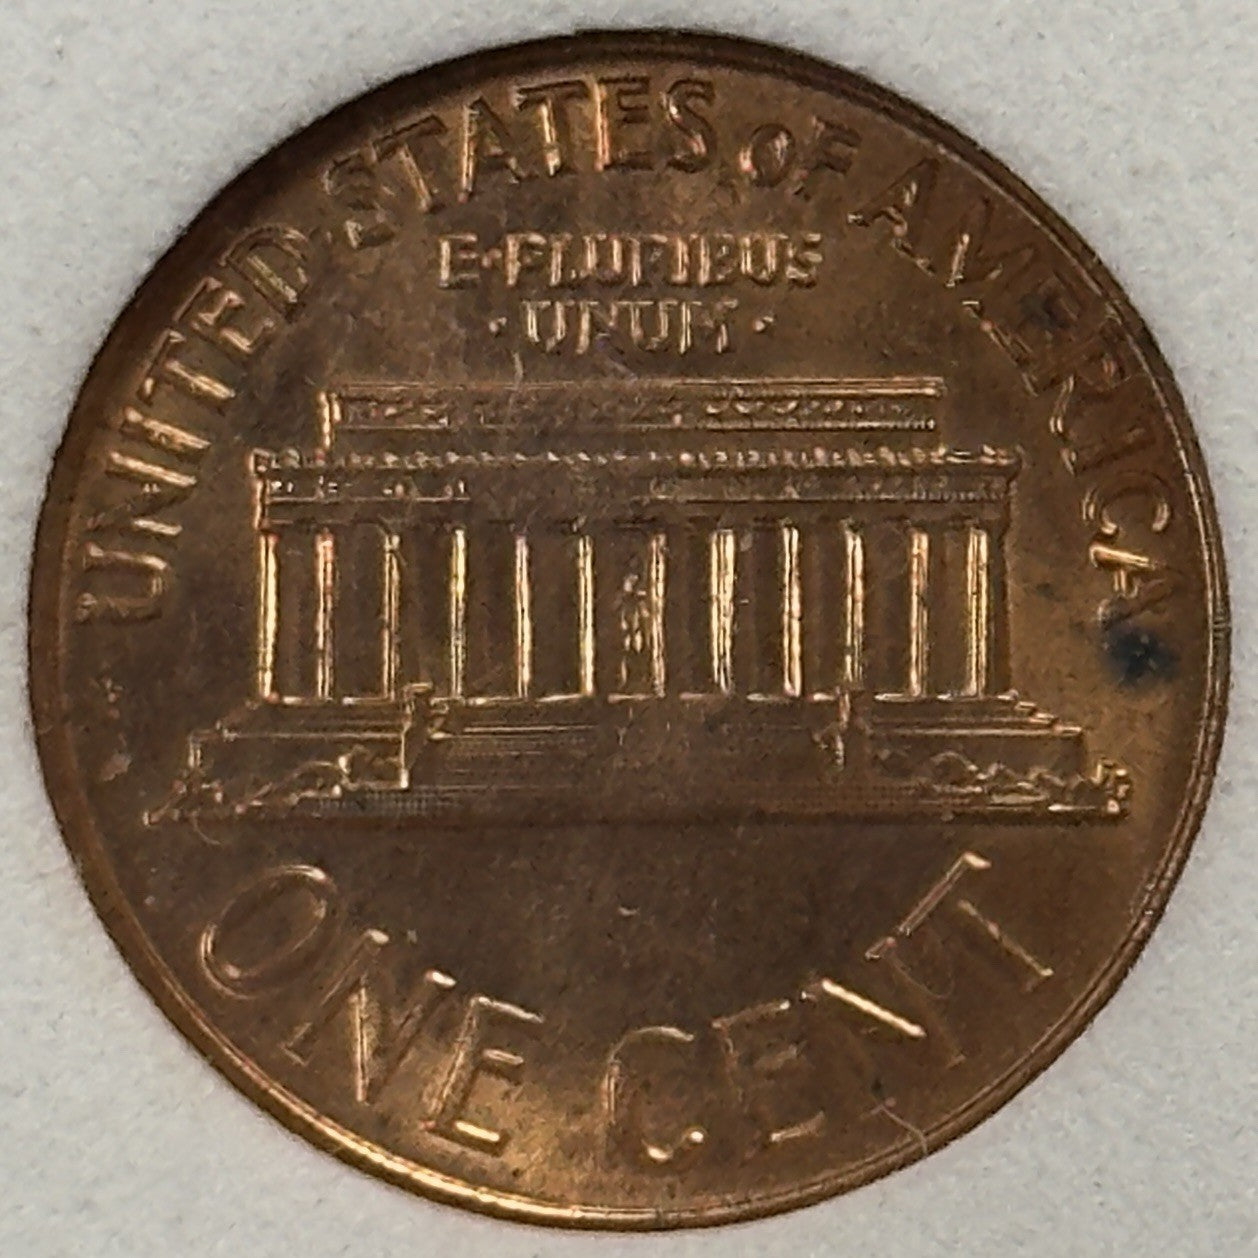 UNITED STATES OF AMERICA
E·PLURIBUS
·UNUM·
ONE CENT